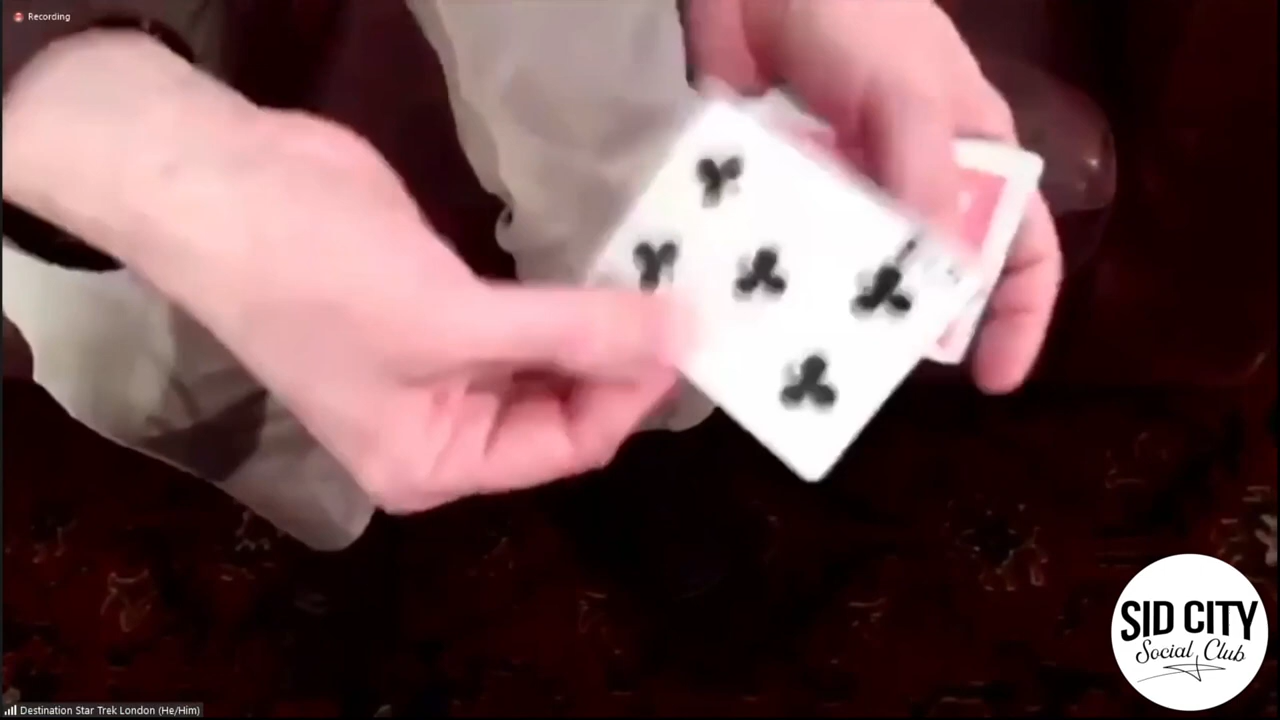 Recording
SID CITY
Social Club
Destination Star Trek London (He/Him)